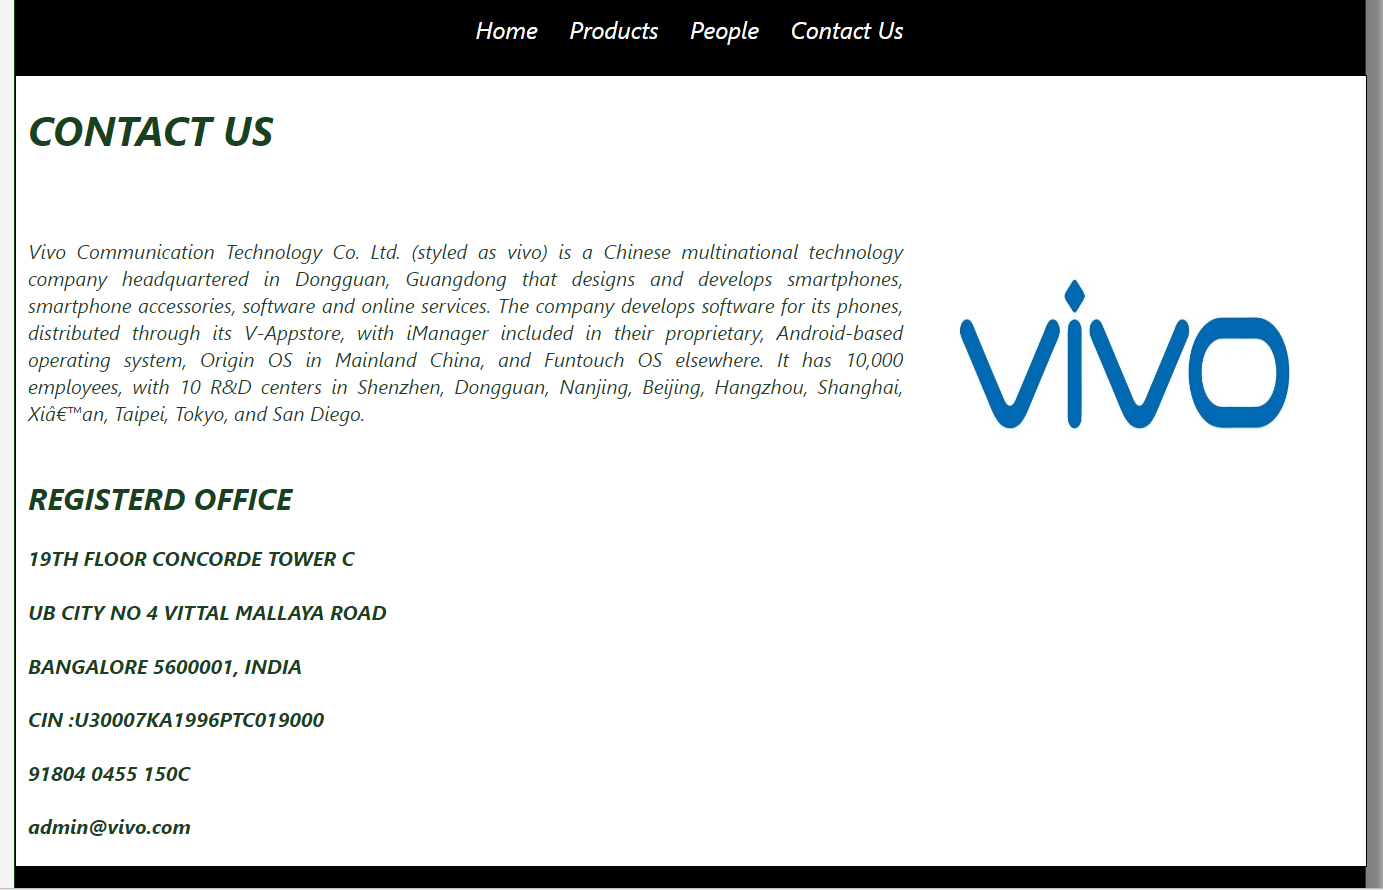 Home Products People Contact Us
CONTACT US
Vivo Communication Technology Co. Ltd. (styled as vivo) is a Chinese multinational technology
company headquartered in Dongguan, Guangdong that designs and develops smartphones,
smartphone accessories, software and online services. The company develops software for its phones,
distributed through its V-Appstore, with iManager included in their proprietary, Android-based
operating system, Origin OS in Mainland China, and Funtouch OS elsewhere. It has 10,000
employees, with 10 R&D centers in Shenzhen, Dongguan, Nanjing, Beijing, Hangzhou, Shanghai,
Xiâ€™an, Taipei, Tokyo, and San Diego.
vivo
REGISTERD OFFICE
19TH FLOOR CONCORDE TOWER C
UB CITY NO 4 VITTAL MALLAYA ROAD
BANGALORE 5600001, INDIA
CIN :U30007KA1996PTC019000
91804 0455 150C
admin@vivo.com